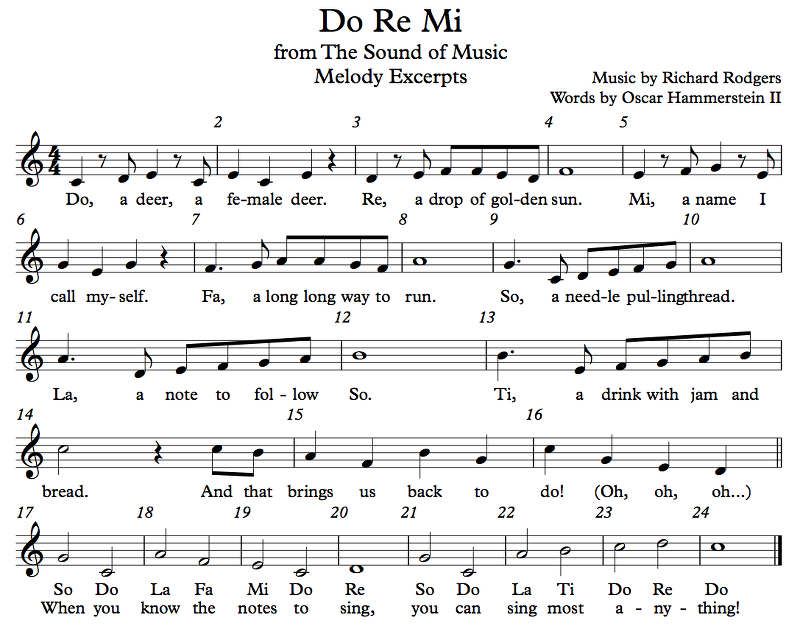 Do Re Mi
from The Sound of Music
Melody Excerpts
Music by Richard Rodgers
Words by Oscar Hammerstein II
2 3 4 5
4
4
Do, a deer, a fe-male deer. Re, a drop of gol-den sun. Mi, a name I
6 7 8 9 10
call my-self. Fa, a long long way to run. So, a need-le pul-lingthread.
11 12 13
La, a note to fol - low So. Ti, a drink with jam and
14 15 16
bread. And that brings us back to do! (Oh, oh, oh...)
17 18 19 20 21 22 23 24
So Do La Fa Mi Do Re So Do La Ti Do Re Do
When you know the notes to sing, you can sing most a - ny - thing!